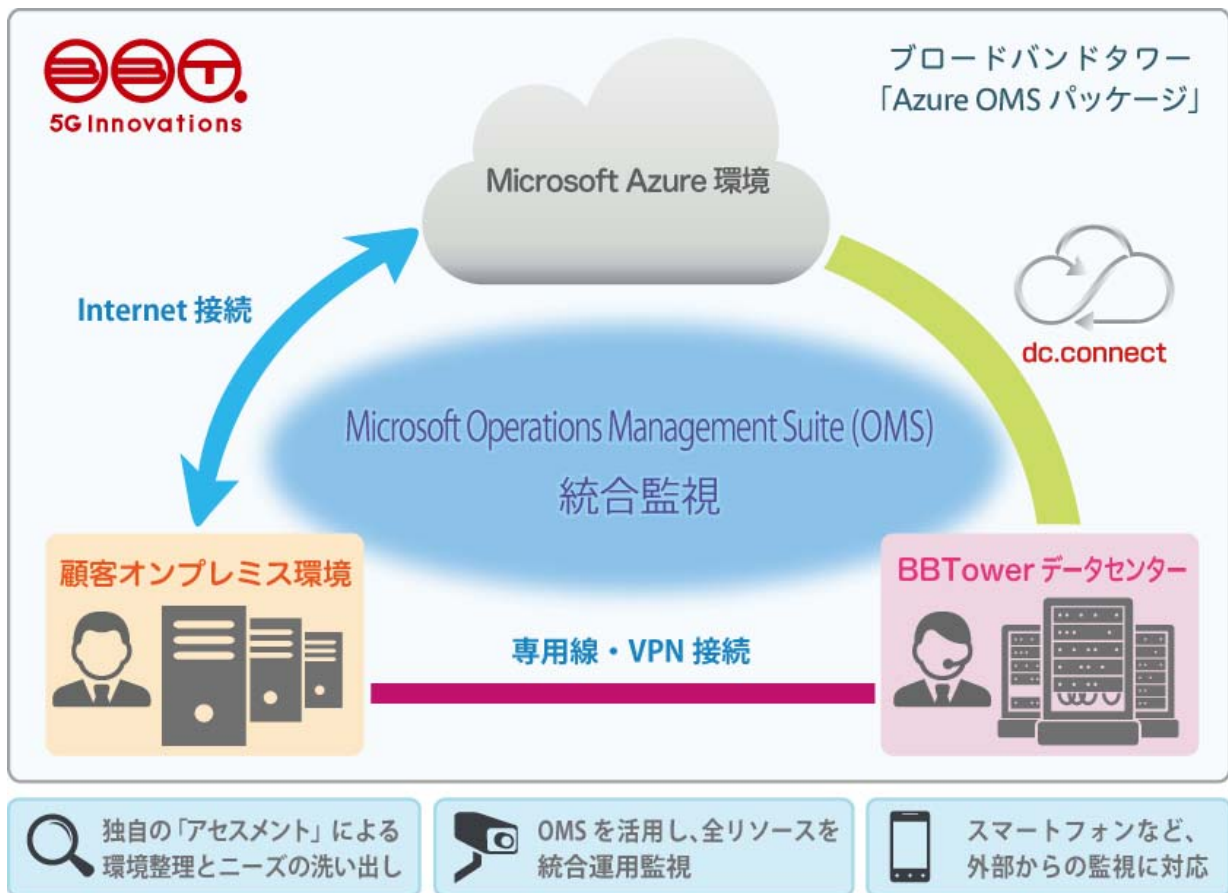 BBT.
5G Innovations
ブロードバンドタワー
「Azure OMS パッケージ」
Microsoft Azure 環境
Internet 接続
dc.connect
Microsoft Operations Management Suite (OMS)
統合監視
顧客オンプレミス環境
BBTower データセンター
専用線・VPN 接続
独自の「アセスメント」による
環境整理とニーズの洗い出し
OMS を活用し、全リソースを
統合運用監視
スマートフォンなど、
外部からの監視に対応